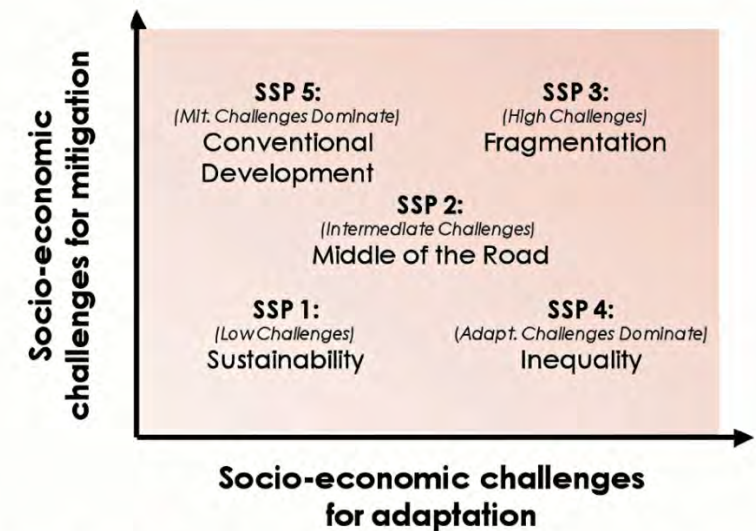 Socio-economic
challenges for mitigation
SSP 5:
(Mit. Challenges Dominate)
Conventional
Development
SSP 3:
(High Challenges)
Fragmentation
SSP 2:
(Intermediate Challenges)
Middle of the Road
SSP 1:
(Low Challenges)
Sustainability
SSP 4:
(Adapt. Challenges Dominate)
Inequality
Socio-economic challenges
for adaptation